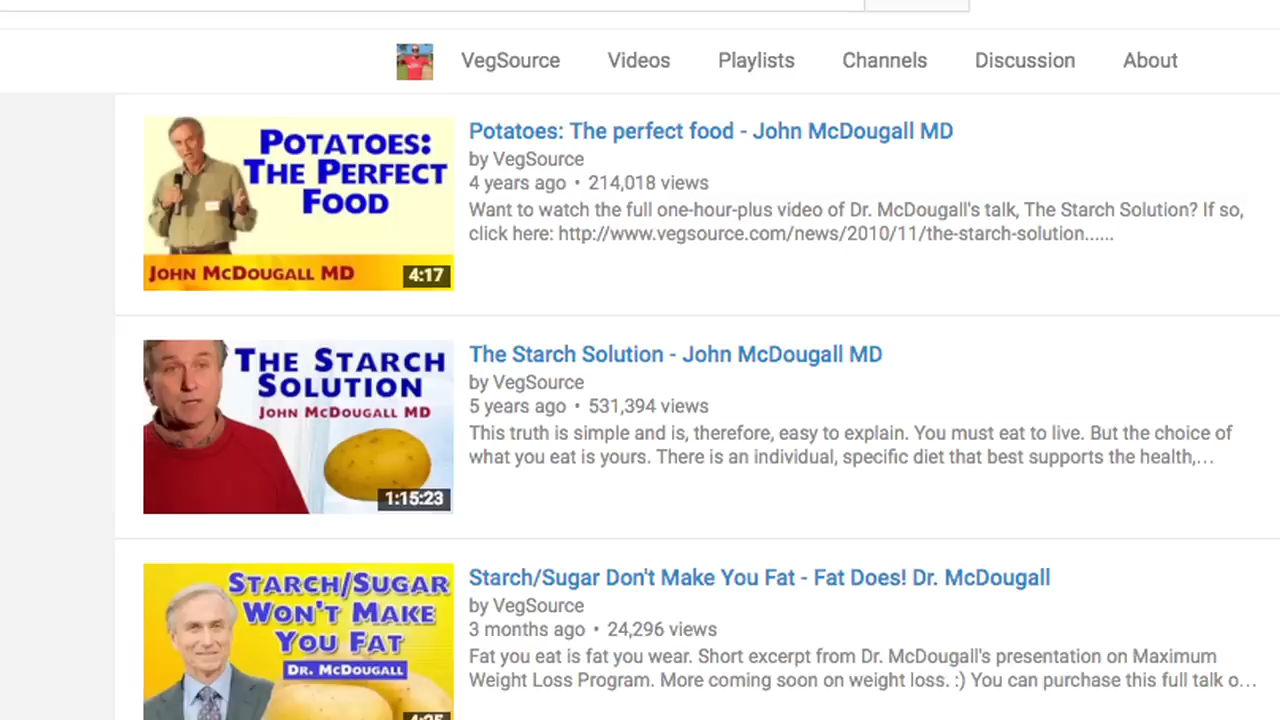 VegSource Videos Playlists Channels Discussion About
POTATOES:
THE PERFECT
FOOD
JOHN MCDOUGALL MD
4:17
Potatoes: The perfect food - John McDougall MD
by VegSource
4 years ago • 214,018 views
Want to watch the full one-hour-plus video of Dr. McDougall's talk, The Starch Solution? If so,
click here: http://www.vegsource.com/news/2010/11/the-starch-solution......
THE STARCH
SOLUTION
JOHN MCDOUGALL MD
1:15:23
The Starch Solution - John McDougall MD
by VegSource
5 years ago • 531,394 views
This truth is simple and is, therefore, easy to explain. You must eat to live. But the choice of
what you eat is yours. There is an individual, specific diet that best supports the health,...
STARCH/SUGAR
WON'T MAKE
YOU FAT
DR. MCDOUGALL
Starch/Sugar Don't Make You Fat - Fat Does! Dr. McDougall
by VegSource
3 months ago • 24,296 views
Fat you eat is fat you wear. Short excerpt from Dr. McDougall's presentation on Maximum
Weight Loss Program. More coming soon on weight loss. :) You can purchase this full talk o...